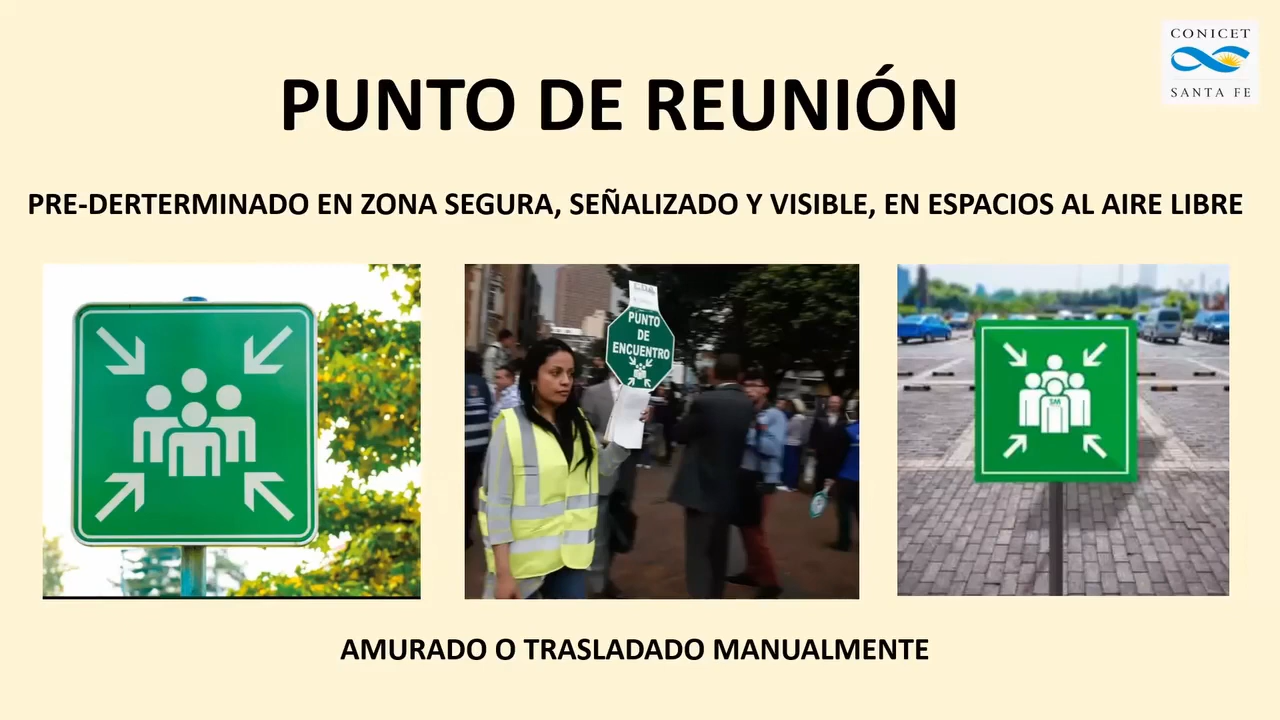 CONICET
SANTA FE
PUNTO DE REUNIÓN
PRE-DERTERMINADO EN ZONA SEGURA, SEÑALIZADO Y VISIBLE, EN ESPACIOS AL AIRE LIBRE
PUNTO
DE
ENCUENTRO
AMURADO O TRASLADADO MANUALMENTE